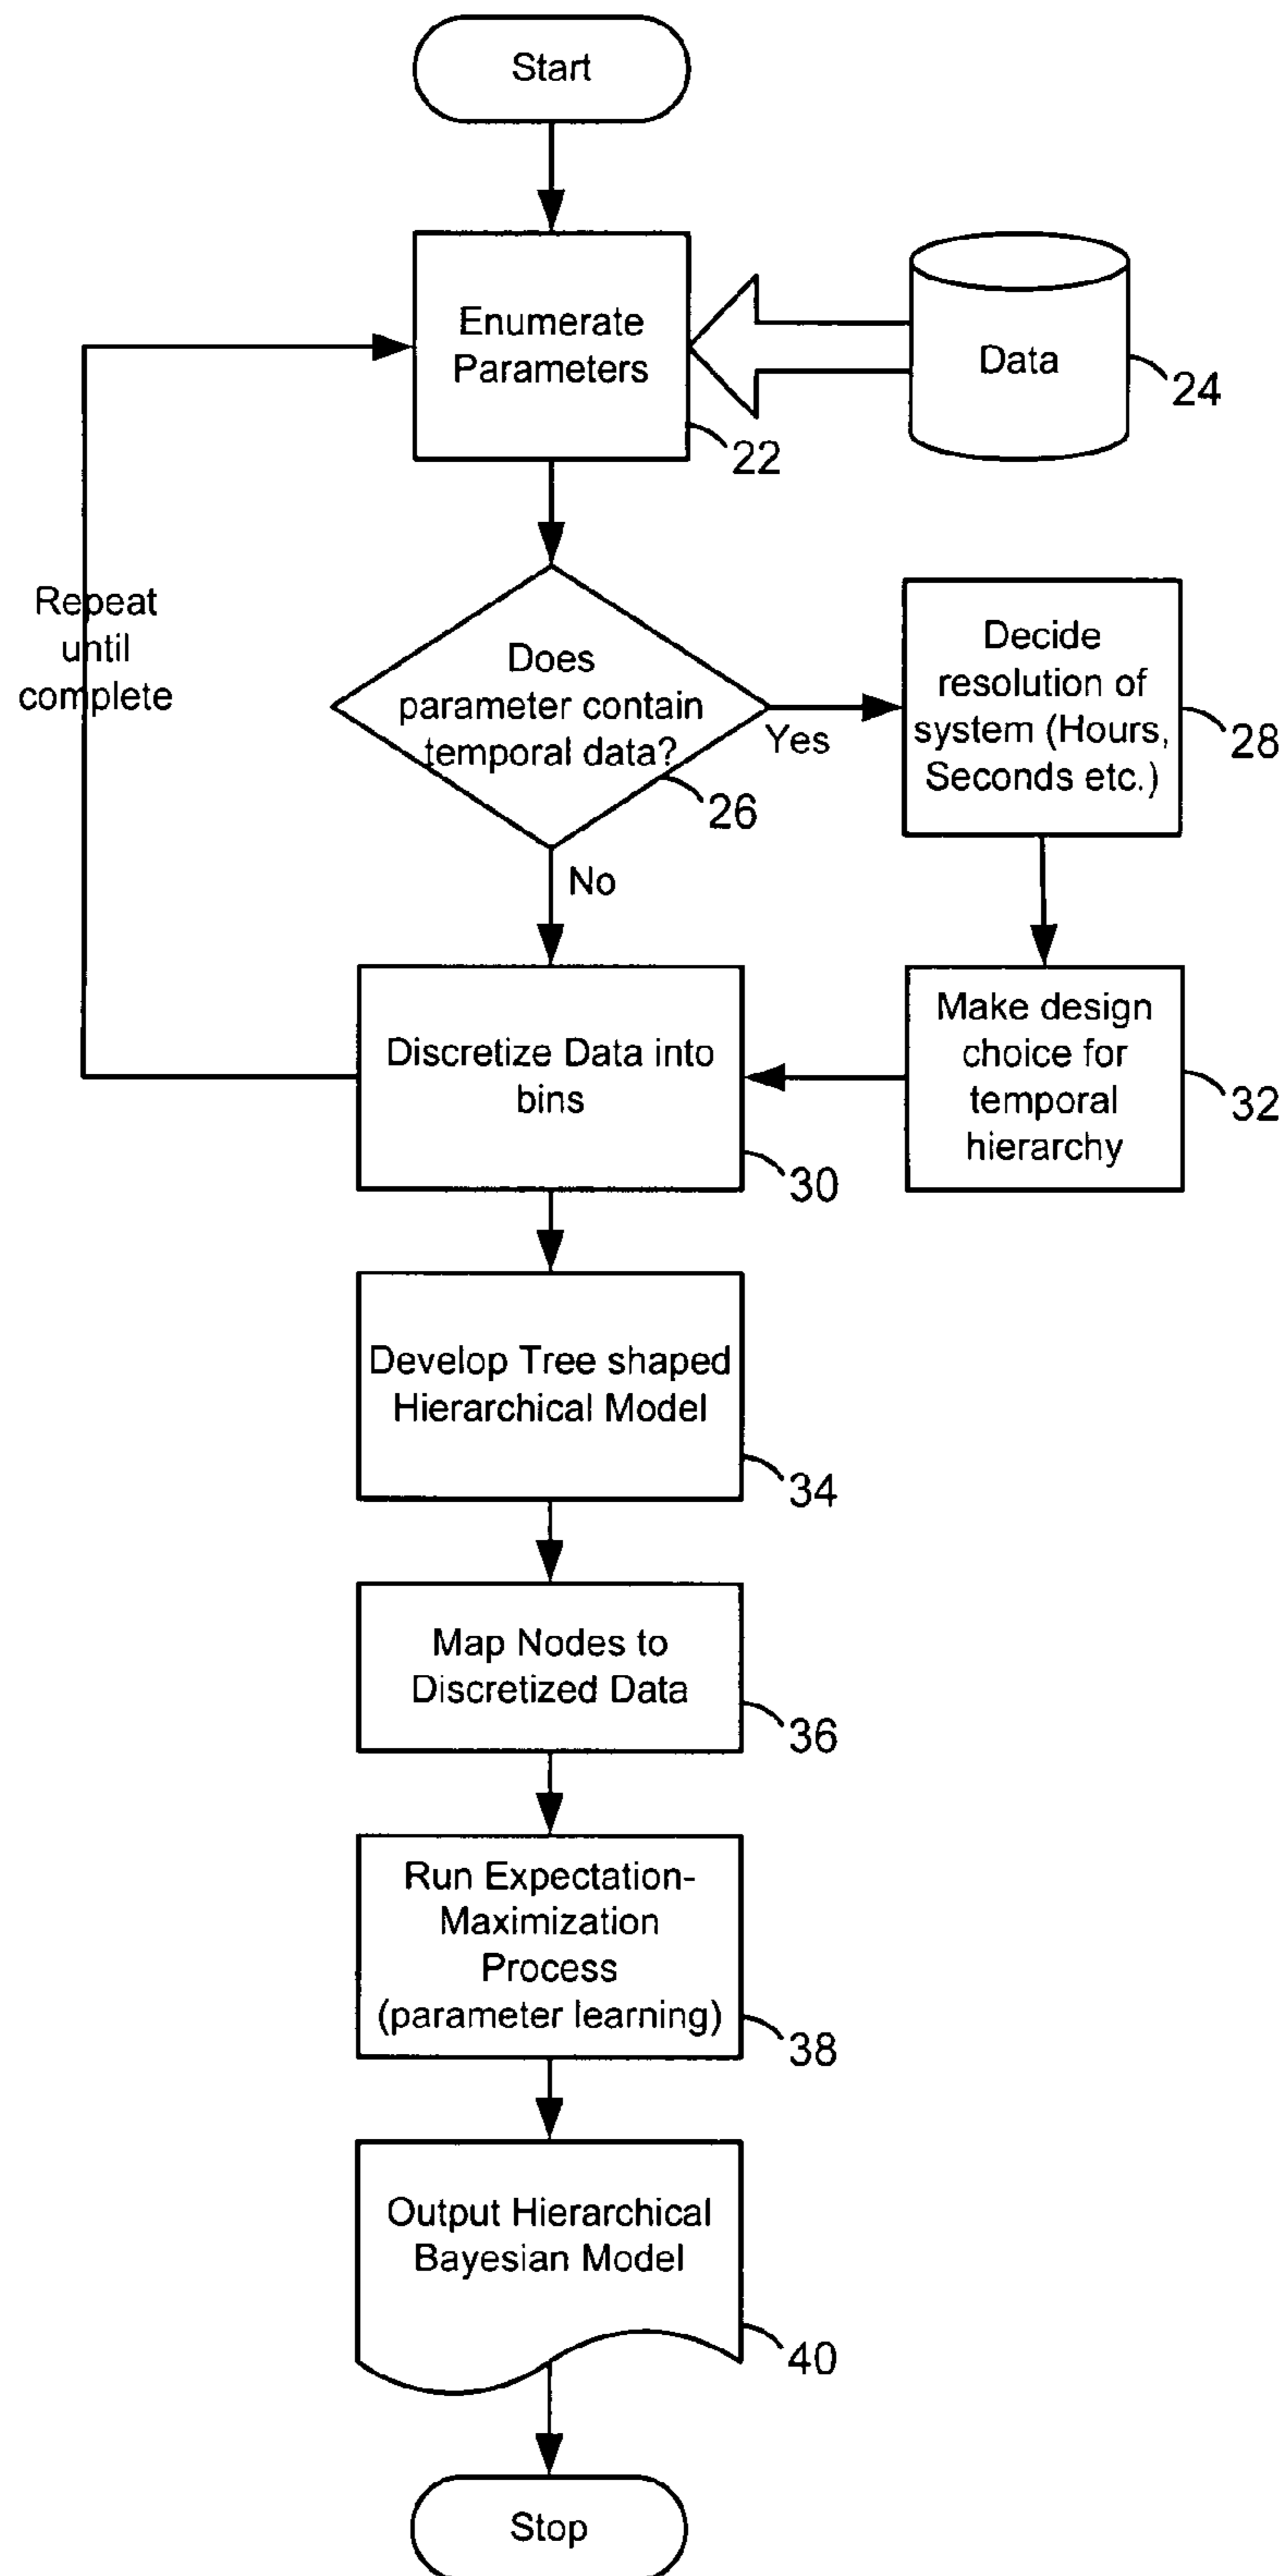 Start
Enumerate
Parameters
22
Data
24
Repeat
until
complete
Does
parameter contain
temporal data?
26
Yes
No
Decide
resolution of
system (Hours,
Seconds etc.)
28
Discretize Data into
bins
30
Make design
choice for
temporal
hierarchy
32
Develop Tree shaped
Hierarchical Model
34
Map Nodes to
Discretized Data
36
Run Expectation-
Maximization
Process
(parameter learning)
38
Output Hierarchical
Bayesian Model
40
Stop